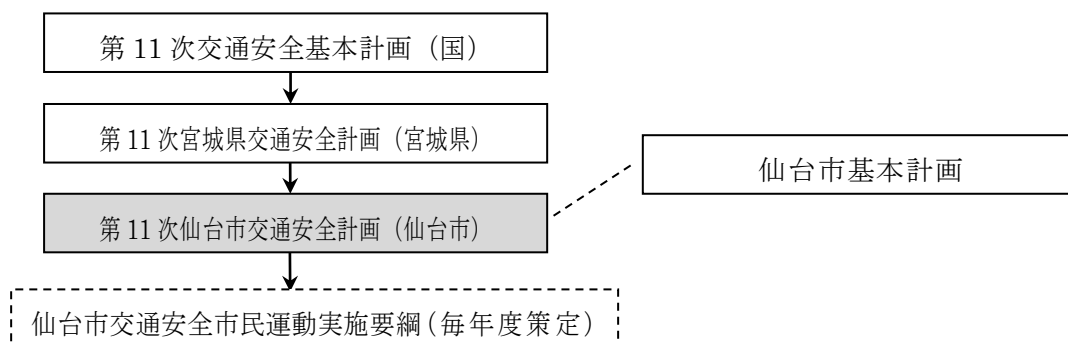 第 11 次交通安全基本計画（国）
第 11 次宮城県交通安全計画（宮城県）
仙台市基本計画
第 11 次仙台市交通安全計画（仙台市）
仙台市交通安全市民運動実施要綱（毎年度策定）